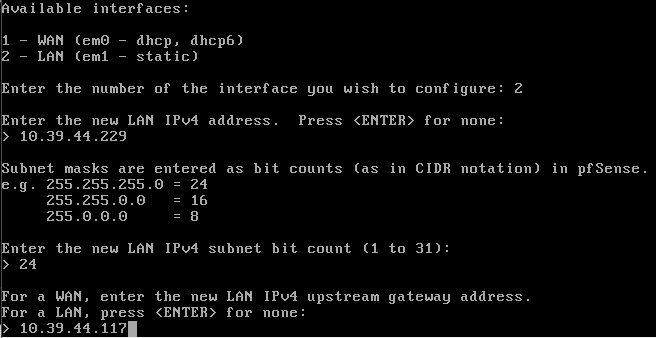 Available interfaces:
1 - WAN (em0 - dhcp, dhcp6)
2 - LAN (em1 - static)
Enter the number of the interface you wish to configure: 2
Enter the new LAN IPv4 address.  Press <ENTER> for none:
> 10.39.44.229
Subnet masks are entered as bit counts (as in CIDR notation) in pfSense.
e.g. 255.255.255.0 = 24
     255.255.0.0   = 16
     255.0.0.0     = 8
Enter the new LAN IPv4 subnet bit count (1 to 31):
> 24
For a WAN, enter the new LAN IPv4 upstream gateway address.
For a LAN, press <ENTER> for none:
> 10.39.44.117